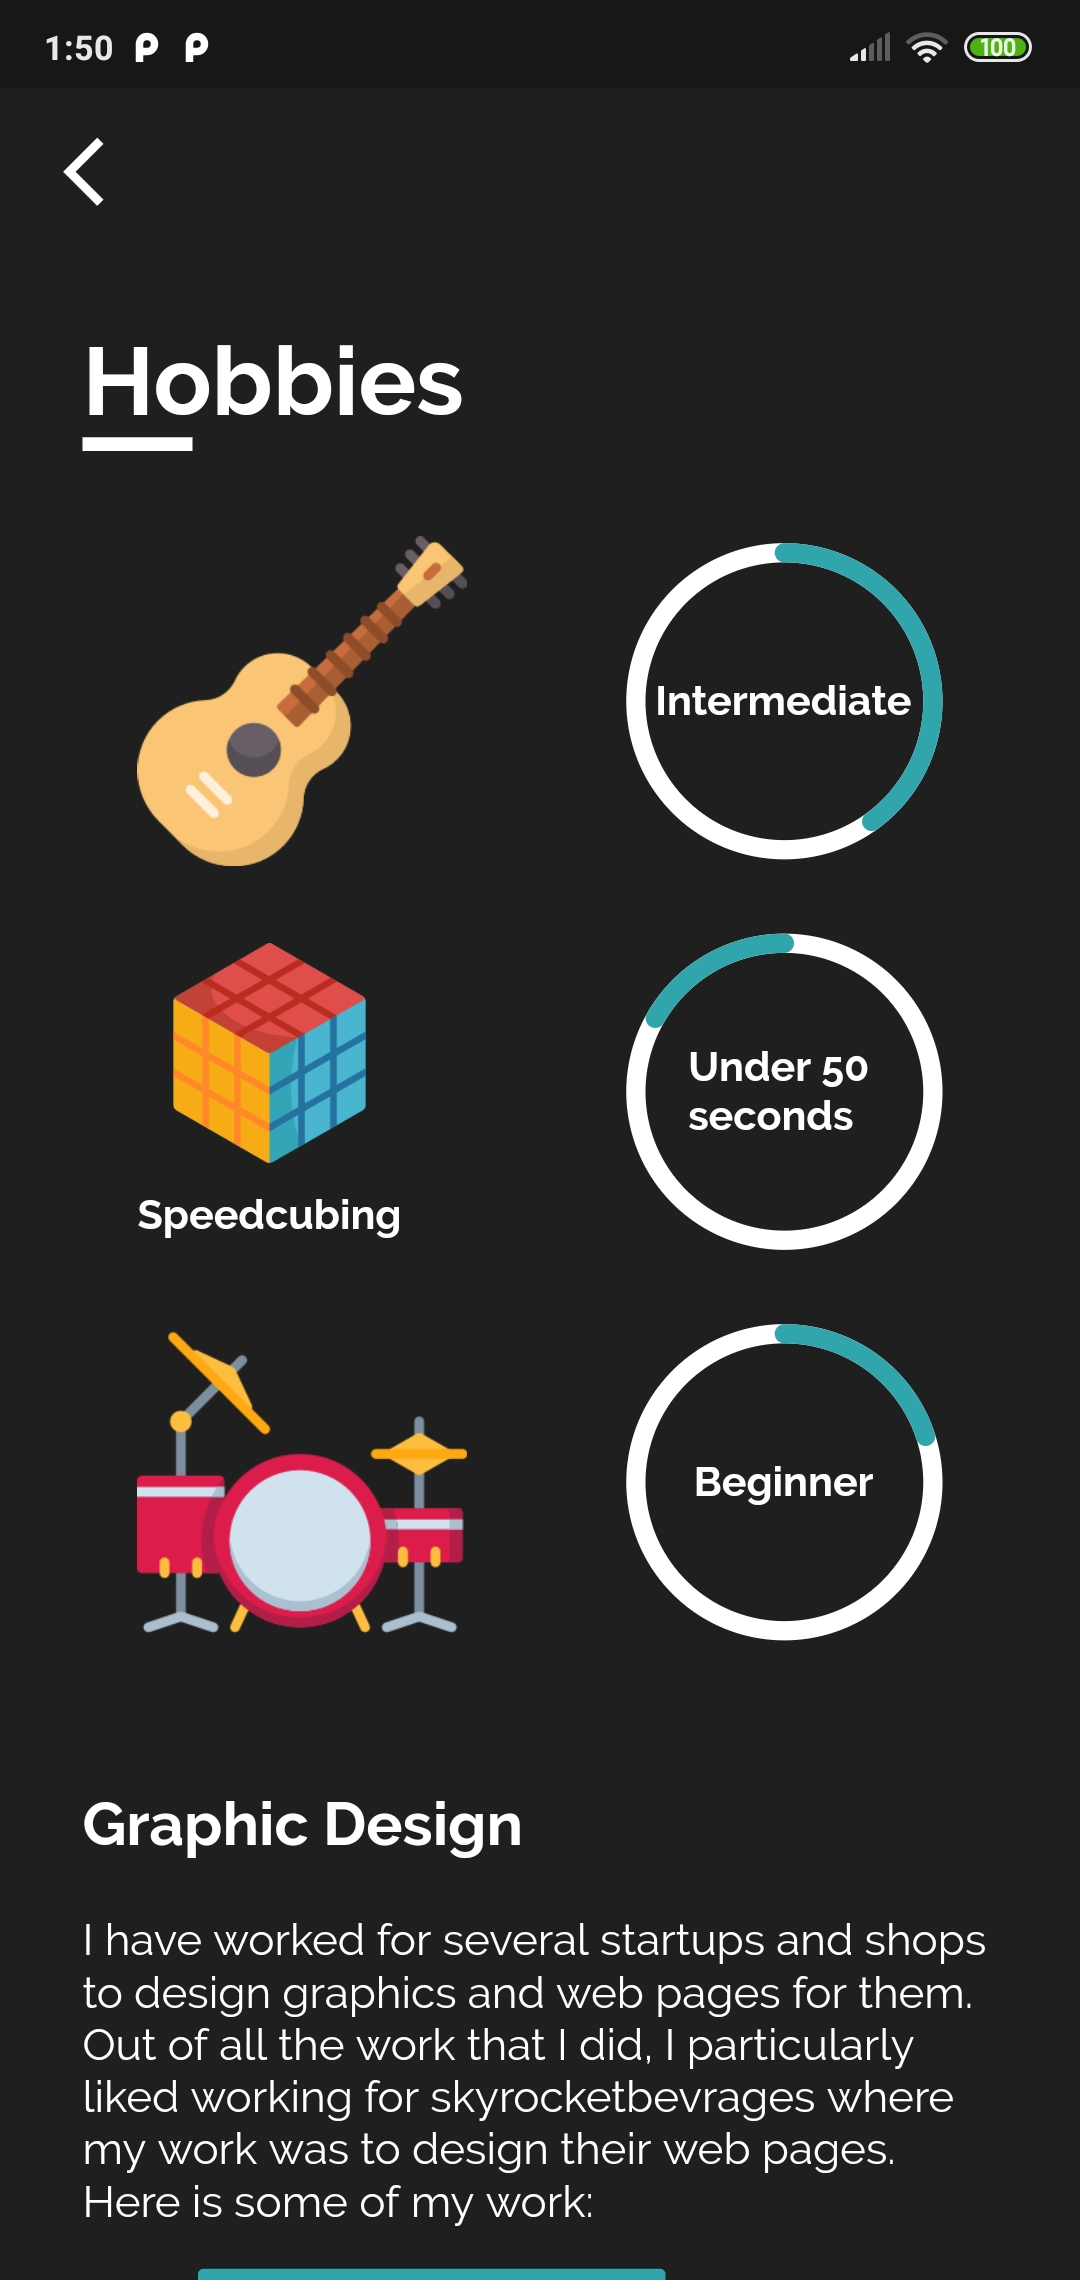 1:50
100
Hobbies
Intermediate
Under 50
seconds
Speedcubing
Beginner
Graphic Design
I have worked for several startups and shops
to design graphics and web pages for them.
Out of all the work that I did, I particularly
liked working for skyrocketbevrages where
my work was to design their web pages.
Here is some of my work: